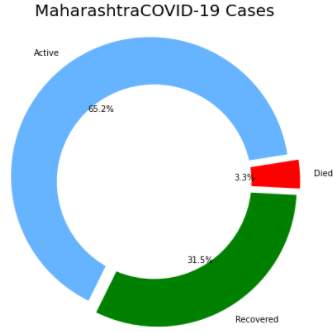 MaharashtraCOVID-19 Cases
Active
65.2%
3.3%
Died
31.5%
Recovered